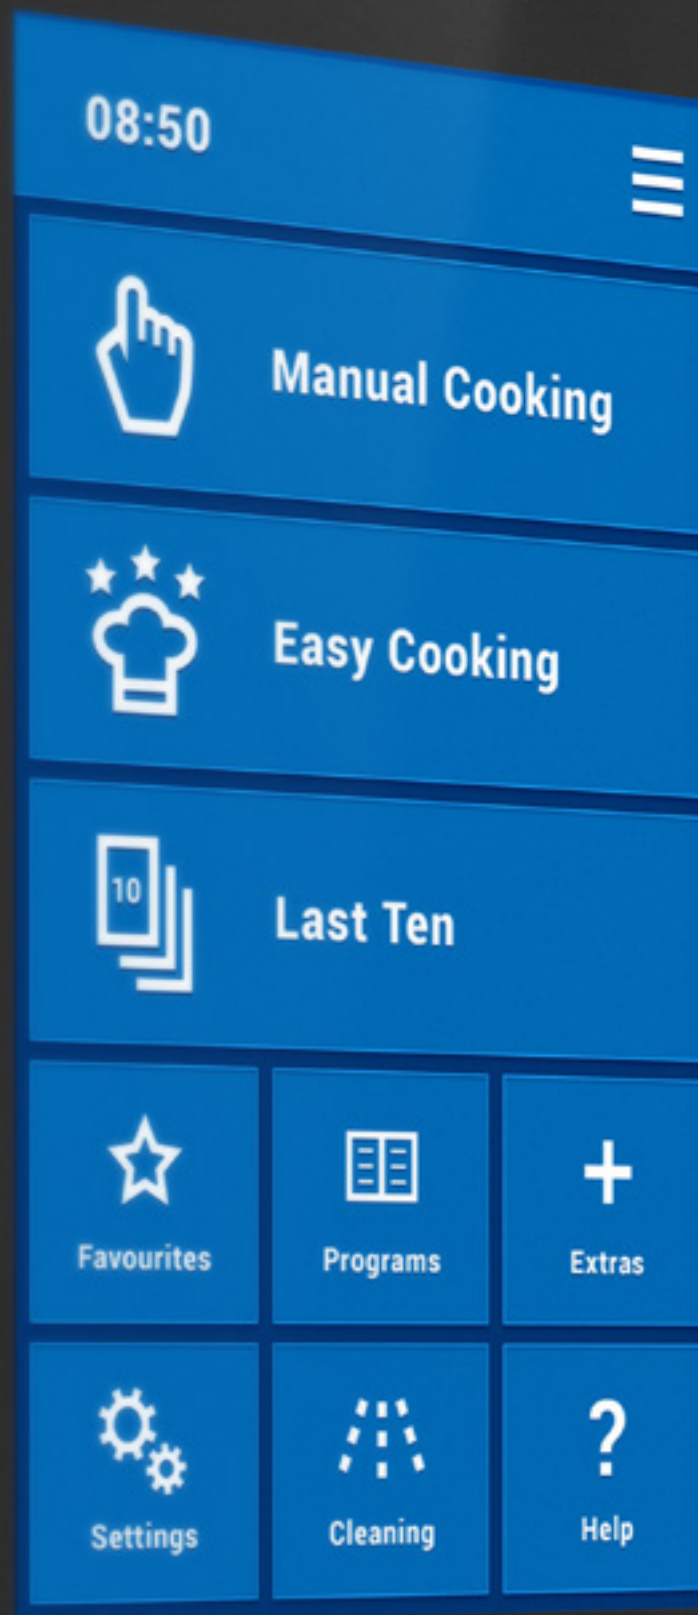 08:50
Manual Cooking
Easy Cooking
10
Last Ten
Favourites
Programs
Extras
Settings
Cleaning
?
Help